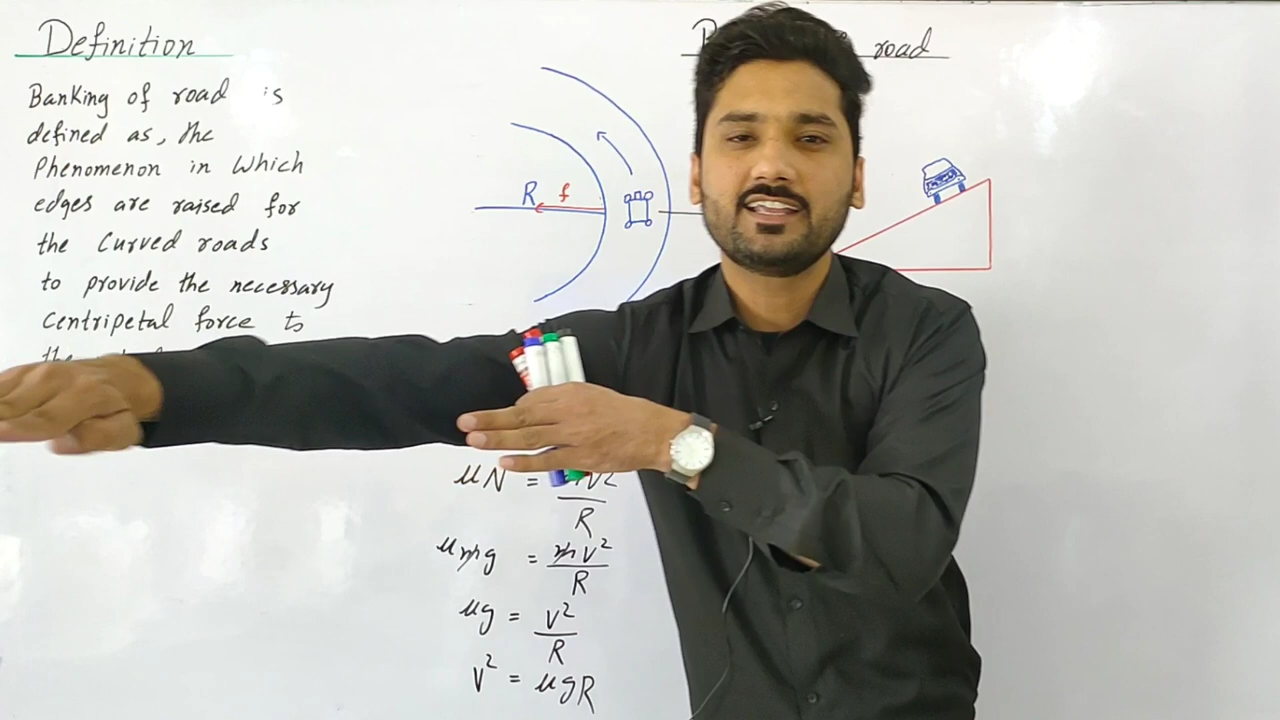 Definition
Banking of road is
defined as, the
Phenomenon in Which
edges are raised for
the Curved roads
to provide the necessary
Centripetal force to
road
R f
μN = mv²/R
μmg = mv²/R
μg = v²/R
v² = μgR